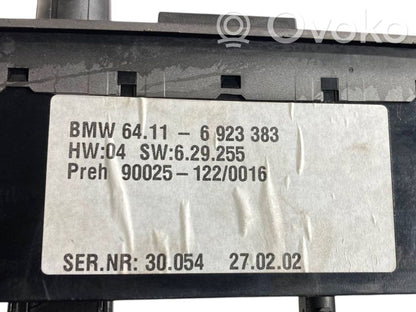 Ovoko
BMW 64.11 - 6 923 383
HW:04 SW:6.29.255
Preh 90025-122/0016
SER.NR: 30.054 27.02.02